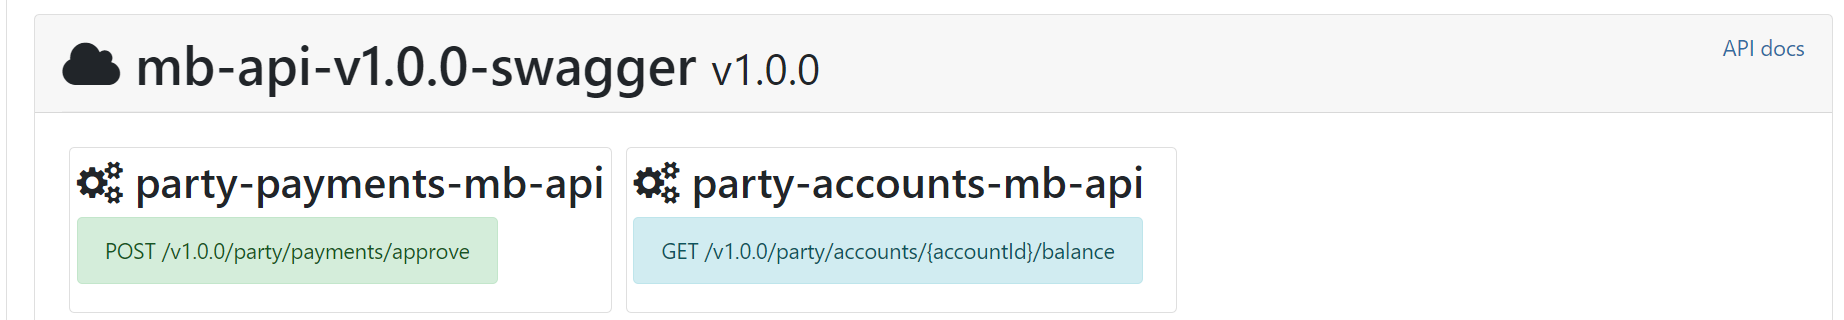 mb-api-v1.0.0-swagger v1.0.0
API docs
party-payments-mb-api
POST /v1.0.0/party/payments/approve
party-accounts-mb-api
GET /v1.0.0/party/accounts/{accountId}/balance